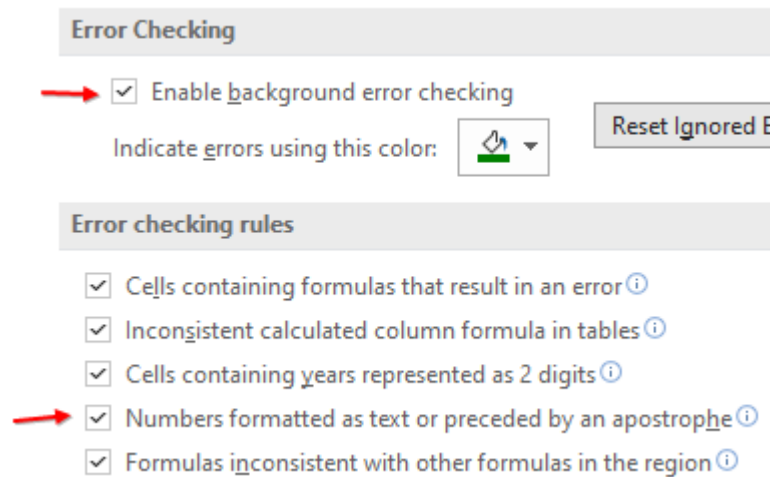 Error Checking
Enable background error checking
Indicate errors using this color:
Reset Ignored E
Error checking rules
Cells containing formulas that result in an error
Inconsistent calculated column formula in tables
Cells containing years represented as 2 digits
Numbers formatted as text or preceded by an apostrophe
Formulas inconsistent with other formulas in the region